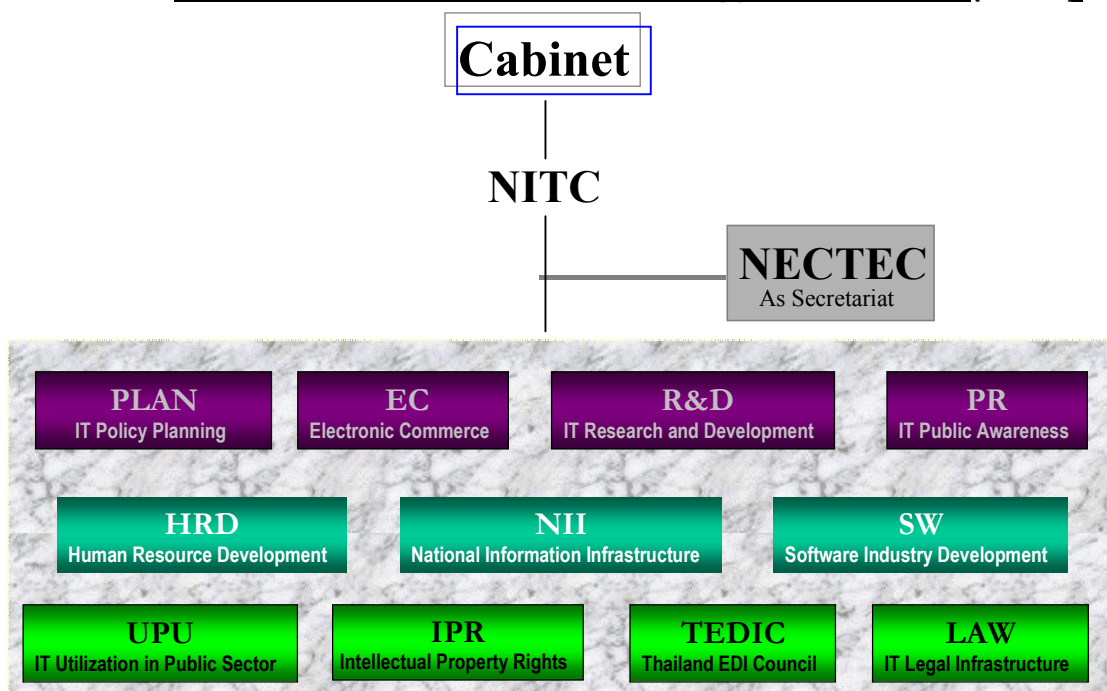 Cabinet
NITC
NECTEC
As Secretariat
PLAN
IT Policy Planning
EC
Electronic Commerce
R&D
IT Research and Development
PR
IT Public Awareness
HRD
Human Resource Development
NII
National Information Infrastructure
SW
Software Industry Development
UPU
IT Utilization in Public Sector
IPR
Intellectual Property Rights
TEDIC
Thailand EDI Council
LAW
IT Legal Infrastructure